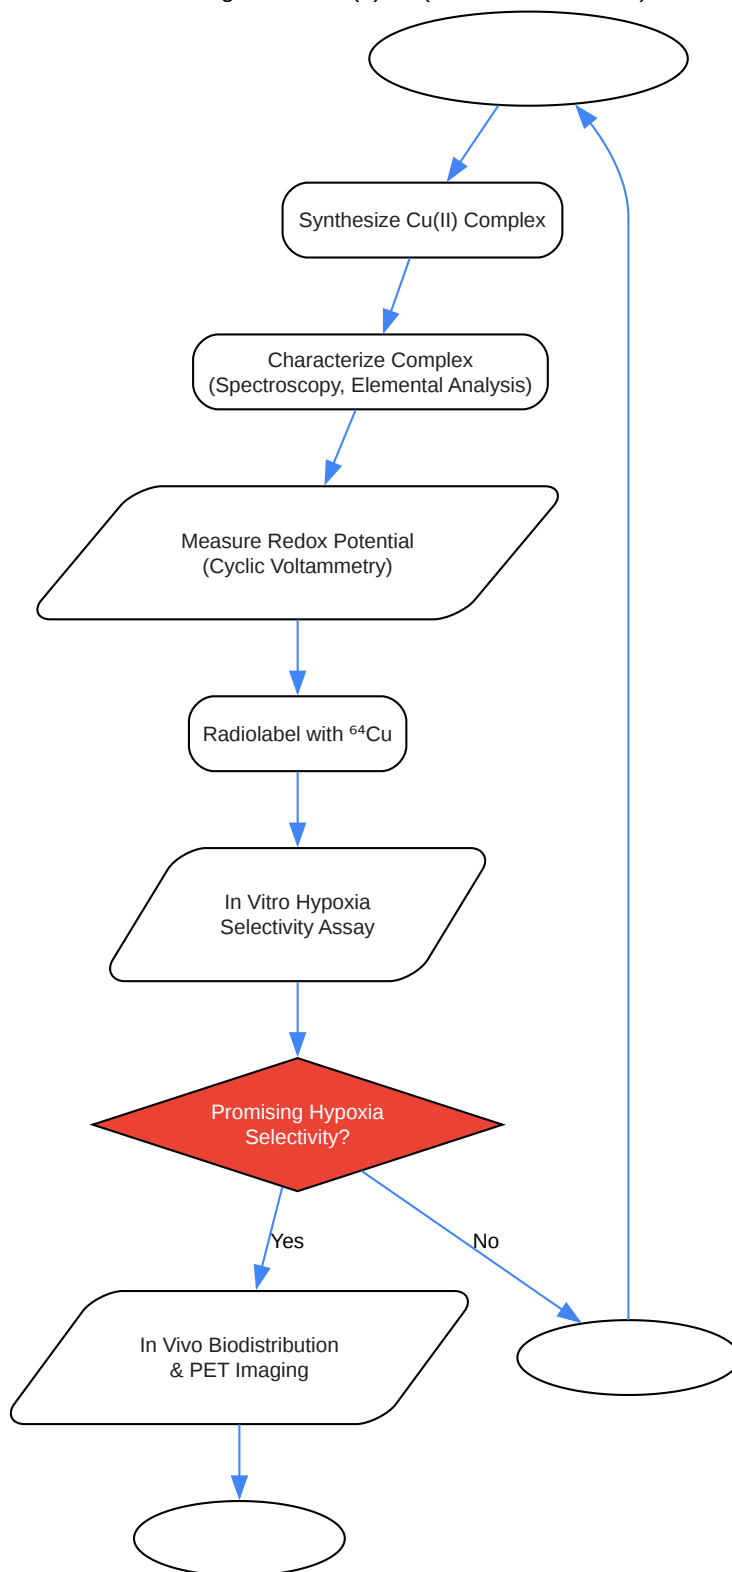 Synthesize Cu(II) Complex
Characterize Complex
(Spectroscopy, Elemental Analysis)
Measure Redox Potential
(Cyclic Voltammetry)
Radiolabel with ⁶⁴Cu
In Vitro Hypoxia
Selectivity Assay
Promising Hypoxia
Selectivity?
Yes
No
In Vivo Biodistribution
& PET Imaging